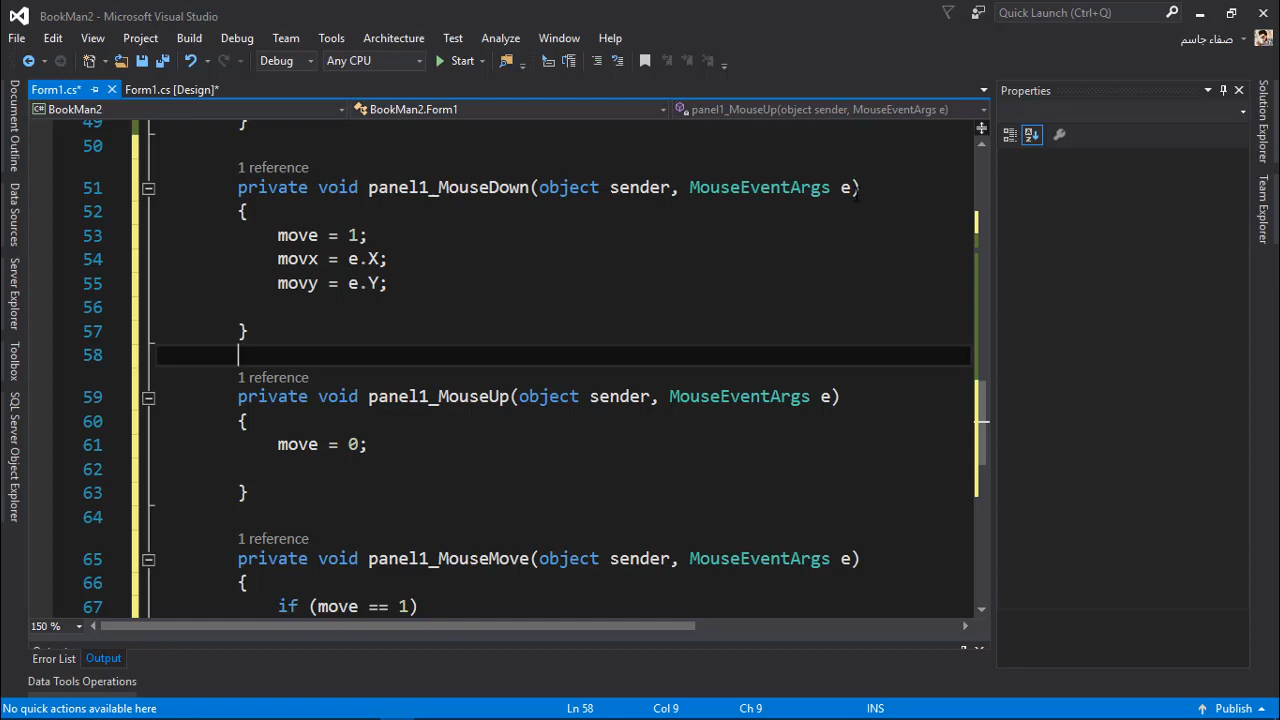 BookMan2 - Microsoft Visual Studio
Quick Launch (Ctrl+Q)
File Edit View Project Build Debug Team Tools Architecture Test Analyze Window Help
صفاء جاسم
Debug Any CPU Start
Form1.cs* Form1.cs [Design]*
Properties
BookMan2 BookMan2.Form1 panel1_MouseUp(object sender, MouseEventArgs e)
Document Outline
Data Sources
Server Explorer
Toolbox
SQL Server Object Explorer
49 }
50
1 reference
51 private void panel1_MouseDown(object sender, MouseEventArgs e)
52 {
53 move = 1;
54 movx = e.X;
55 movy = e.Y;
56
57 }
58
1 reference
59 private void panel1_MouseUp(object sender, MouseEventArgs e)
60 {
61 move = 0;
62
63 }
64
1 reference
65 private void panel1_MouseMove(object sender, MouseEventArgs e)
66 {
67 if (move == 1)
150 %
Solution Explorer
Team Explorer
Error List Output
Data Tools Operations
No quick actions available here Ln 58 Col 9 Ch 9 INS Publish